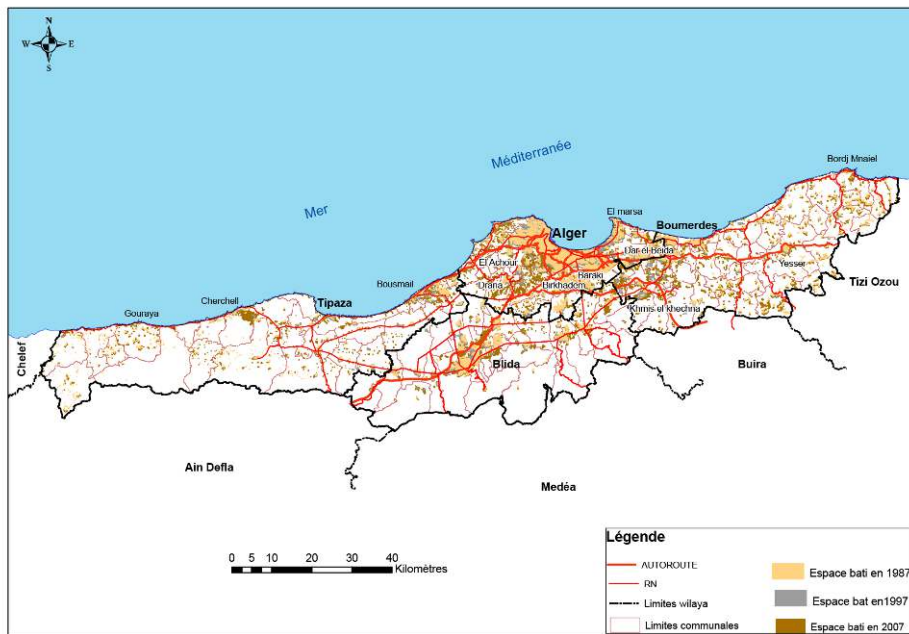 N
W E
S
Méditerranée
Mer
Bordj Mnaiel
El marsa
Boumerdes
Alger
Dar el Beida
El Achour
Yesser
Baraki
Draria
Birkhadem
Bousmail
Tizi Ozou
Cherchell
Tipaza
Khmis el khechna
Gouraya
Chelef
Blida
Buira
Ain Defla
Medéa
0 5 10 20 30 40
Kilomètres
Légende
AUTOROUTE
RN
Limites wilaya
Limites communales
Espace bati en 1987
Espace bat en1997
Espace bati en 2007